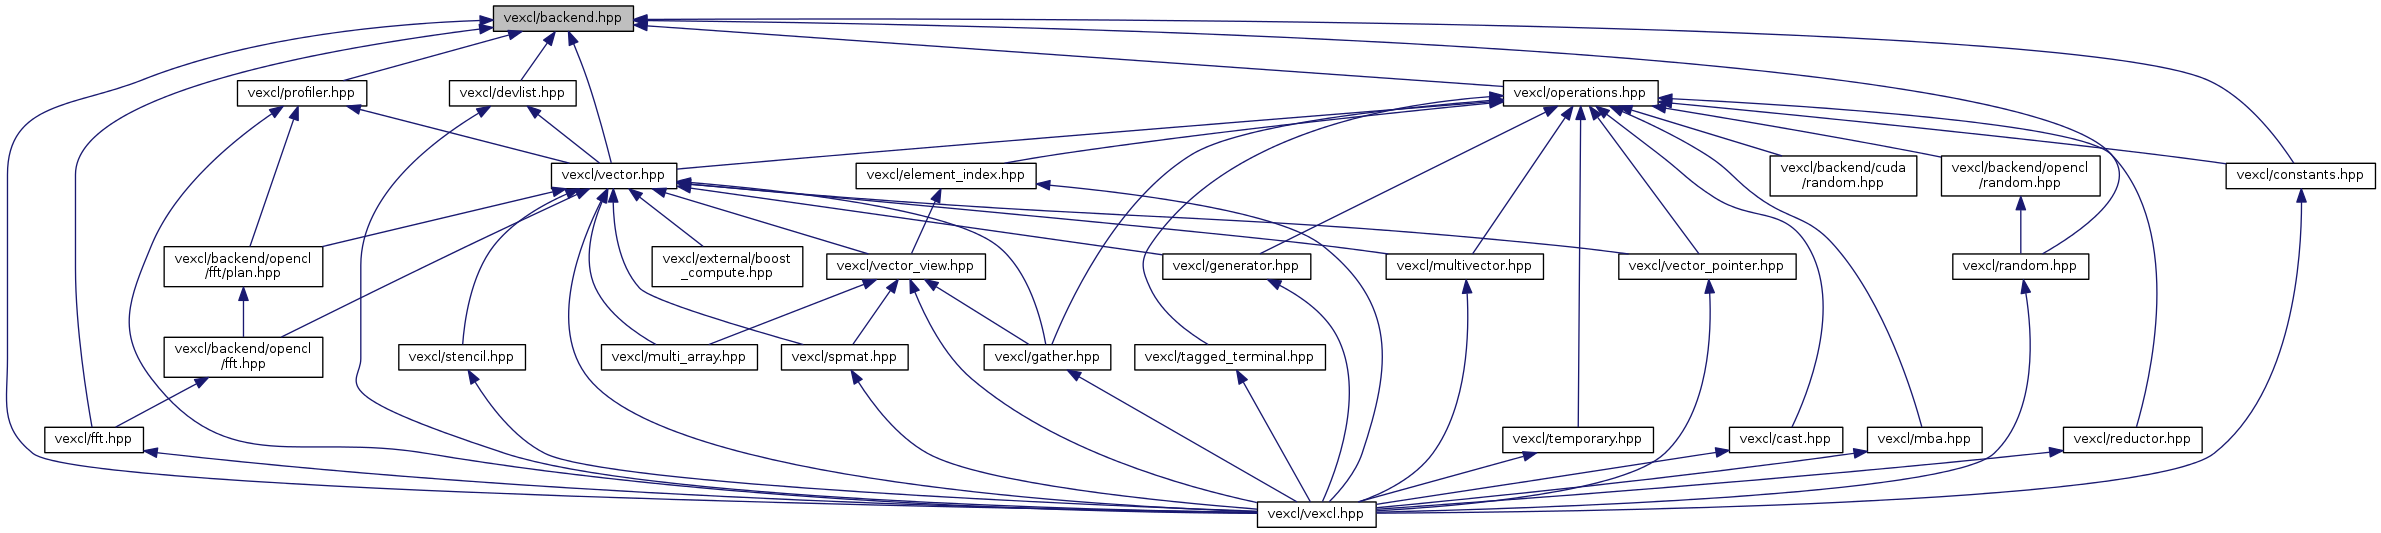 vexcl/backend.hpp
vexcl/profiler.hpp
vexcl/devlist.hpp
vexcl/operations.hpp
vexcl/vector.hpp
vexcl/element_index.hpp
vexcl/backend/cuda
/random.hpp
vexcl/backend/opencl
/random.hpp
vexcl/constants.hpp
vexcl/backend/opencl
/fft/plan.hpp
vexcl/external/boost
_compute.hpp
vexcl/vector_view.hpp
vexcl/generator.hpp
vexcl/multivector.hpp
vexcl/vector_pointer.hpp
vexcl/random.hpp
vexcl/backend/opencl
/fft.hpp
vexcl/stencil.hpp
vexcl/multi_array.hpp
vexcl/spmat.hpp
vexcl/gather.hpp
vexcl/tagged_terminal.hpp
vexcl/fft.hpp
vexcl/temporary.hpp
vexcl/cast.hpp
vexcl/mba.hpp
vexcl/reductor.hpp
vexcl/vexcl.hpp